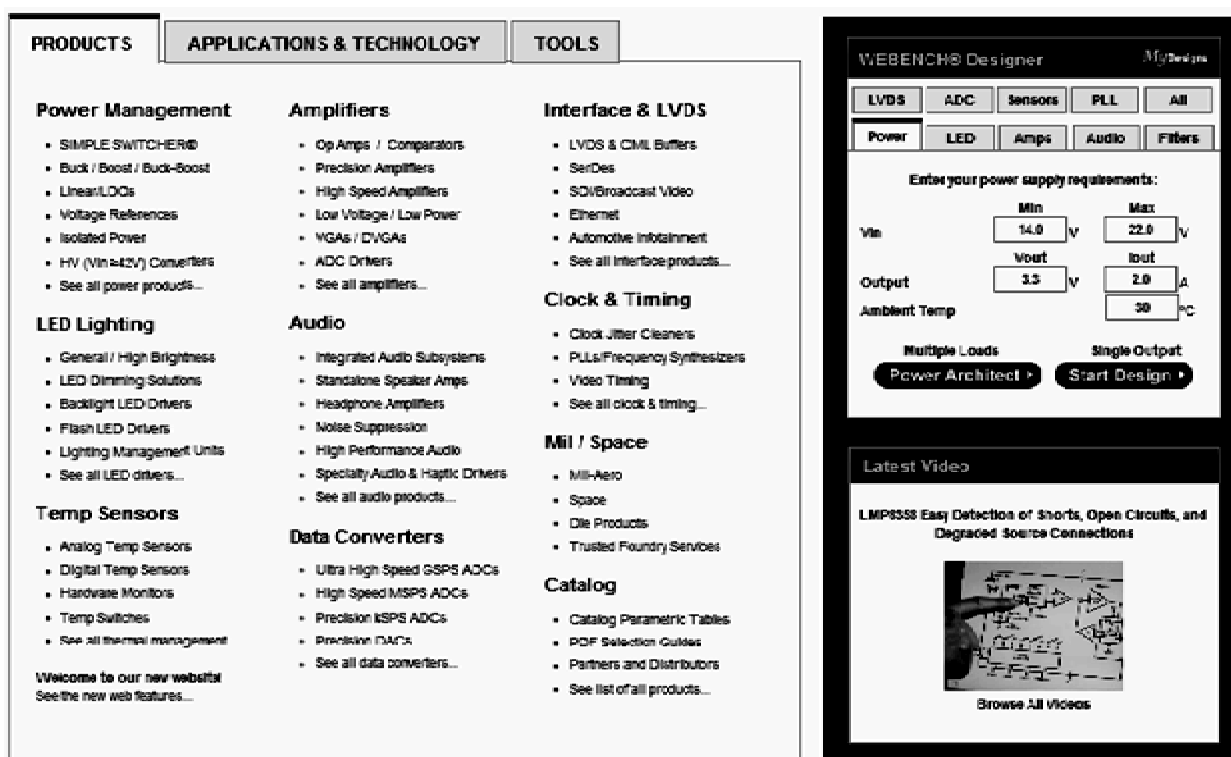 PRODUCTS
APPLICATIONS & TECHNOLOGY
TOOLS
Power Management
SIMPLE SWITCHER®
Buck / Boost / Buck-Boost
Linear/LDOs
Voltage References
Isolated Power
HV (Vin ≥42V) Converters
See all power products...
LED Lighting
General / High Brightness
LED Dimming Solutions
Backlight LED Drivers
Flash LED Drivers
Lighting Management Units
See all LED drivers...
Temp Sensors
Analog Temp Sensors
Digital Temp Sensors
Hardware Monitors
Temp Switches
See all thermal management
Welcome to our new website!
See the new web features...
Amplifiers
Op Amps / Comparators
Precision Amplifiers
High Speed Amplifiers
Low Voltage / Low Power
VGAs / DVGAs
ADC Drivers
See all amplifiers...
Audio
Integrated Audio Subsystems
Standalone Speaker Amps
Headphone Amplifiers
Noise Suppression
High Performance Audio
Specialty Audio & Haptic Drivers
See all audio products...
Data Converters
Ultra High Speed GSPS ADCs
High Speed MSPS ADCs
Precision kSPS ADCs
Precision DACs
See all data converters...
Interface & LVDS
LVDS & CML Buffers
SerDes
SDI/Broadcast Video
Ethernet
Automotive Infotainment
See all interface products...
Clock & Timing
Clock Jitter Cleaners
PLLs/Frequency Synthesizers
Video Timing
See all clock & timing...
Mil / Space
Mil-Aero
Space
Die Products
Trusted Foundry Services
Catalog
Catalog Parametric Tables
PDF Selection Guides
Partners and Distributors
See list of all products...
WEBENCH® Designer MyDesigns
LVDS ADC Sensors PLL All
Power LED Amps Audio Filters
Enter your power supply requirements:
Min Max
Vin 14.0 V 22.0 V
Vout Iout
Output 3.3 V 2.0 A
Ambient Temp 30 °C
Multiple Loads Single Output
Power Architect Start Design
Latest Video
LMP8358 Easy Detection of Shorts, Open Circuits, and
Degraded Source Connections
Browse All Videos